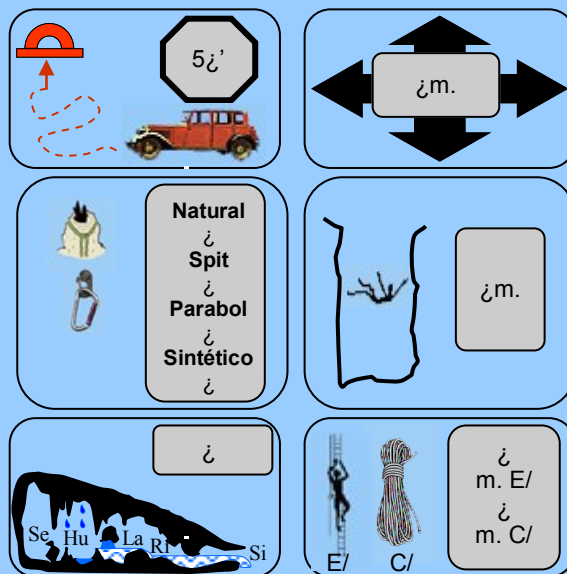 5¿’
¿m.
Natural
¿
Spit
¿
Parabol
¿
Sintético
¿
¿m.
¿
Se Hu La Ri Si
¿
m. E/
¿
m. C/
E/ C/